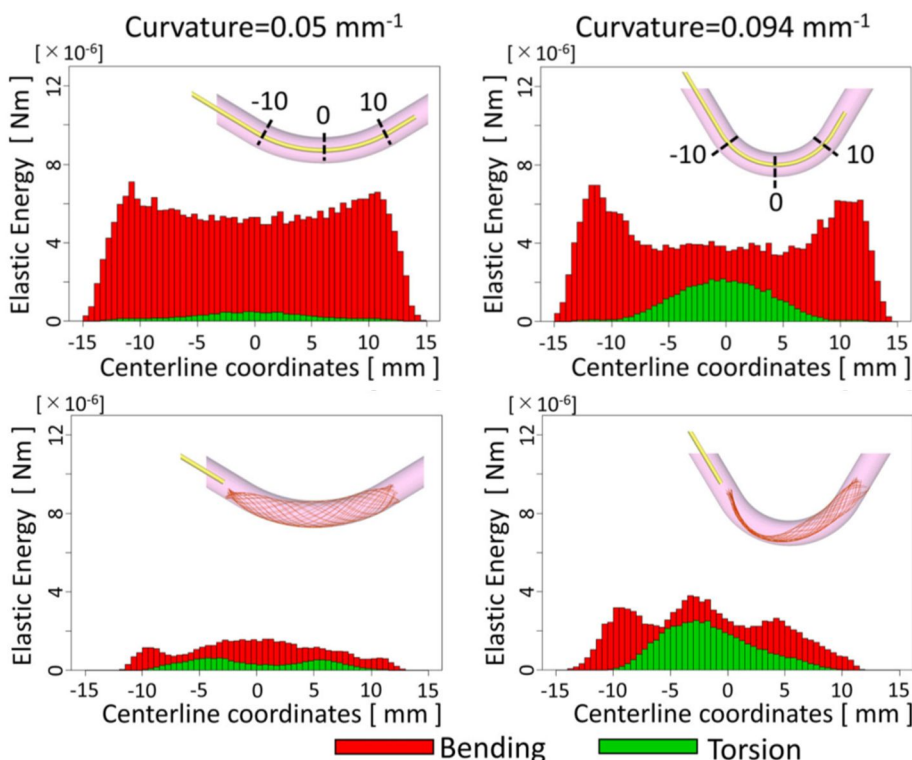 Curvature=0.05 mm-1
Curvature=0.094 mm-1
[×10-6]
Elastic Energy [ Nm]
12
8
4
0
-10
0
10
-15 -10 -5 0 5 10 15
Centerline coordinates [ mm]
[×10-6]
Elastic Energy [ Nm]
12
8
4
0
-10
0
10
-15 -10 -5 0 5 10 15
Centerline coordinates [ mm]
[×10-6]
Elastic Energy [ Nm]
12
8
4
0
-15 -10 -5 0 5 10 15
Centerline coordinates [ mm]
[×10-6]
Elastic Energy [ Nm]
12
8
4
0
-15 -10 -5 0 5 10 15
Centerline coordinates [ mm]
Bending
Torsion